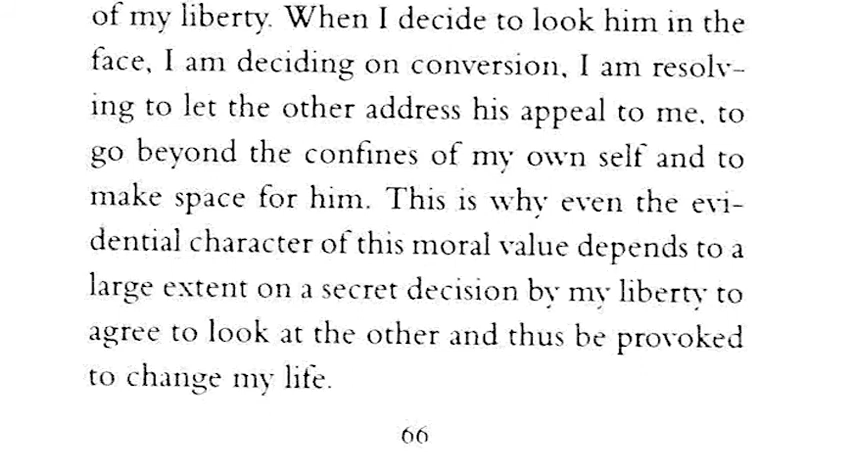 of my liberty. When I decide to look him in the
face, I am deciding on conversion, I am resolv-
ing to let the other address his appeal to me, to
go beyond the confines of my own self and to
make space for him. This is why even the evi-
dential character of this moral value depends to a
large extent on a secret decision by my liberty to
agree to look at the other and thus be provoked
to change my life.
66